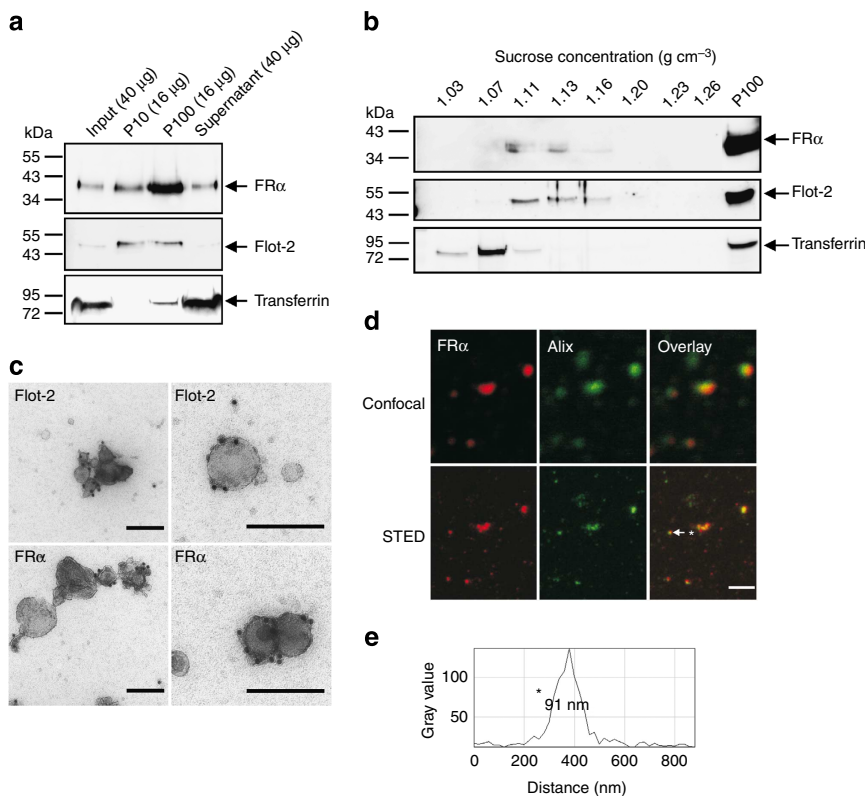 a
Input (40 μg)
P10 (16 μg)
P100 (16 μg)
Supernatant (40 μg)
kDa
55
43
34
FRα
55
43
Flot-2
95
72
Transferrin
b
Sucrose concentration (g cm⁻³)
1.03 1.07 1.11 1.13 1.16 1.20 1.23 1.26 P100
kDa
43
34
FRα
55
43
Flot-2
95
72
Transferrin
c
Flot-2 Flot-2
FRα FRα
d
FRα Alix Overlay
Confocal
STED
*
e
Gray value
100
50
*
91 nm
0 200 400 600 800
Distance (nm)